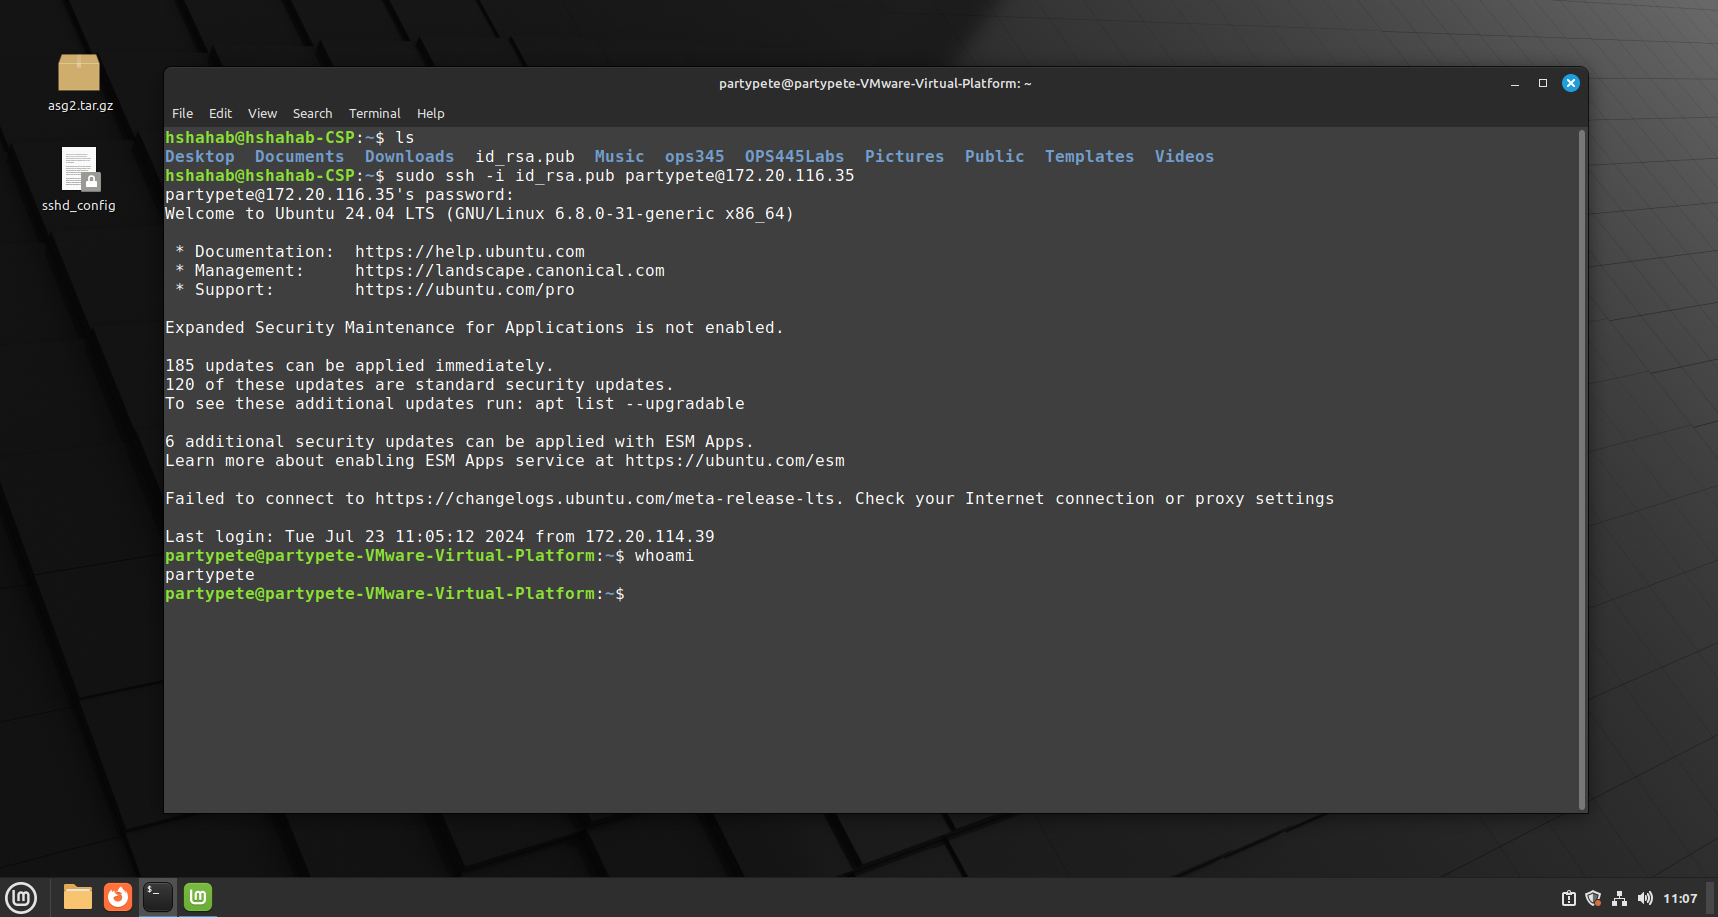 asg2.tar.gz
sshd_config
partypete@partypete-VMware-Virtual-Platform: ~
File Edit View Search Terminal Help
hshahab@hshahab-CSP:~$ ls
Desktop Documents Downloads id_rsa.pub Music ops345 OPS445Labs Pictures Public Templates Videos
hshahab@hshahab-CSP:~$ sudo ssh -i id_rsa.pub partypete@172.20.116.35
partypete@172.20.116.35's password:
Welcome to Ubuntu 24.04 LTS (GNU/Linux 6.8.0-31-generic x86_64)
* Documentation: https://help.ubuntu.com
* Management: https://landscape.canonical.com
* Support: https://ubuntu.com/pro
Expanded Security Maintenance for Applications is not enabled.
185 updates can be applied immediately.
120 of these updates are standard security updates.
To see these additional updates run: apt list --upgradable
6 additional security updates can be applied with ESM Apps.
Learn more about enabling ESM Apps service at https://ubuntu.com/esm
Failed to connect to https://changelogs.ubuntu.com/meta-release-lts. Check your Internet connection or proxy settings
Last login: Tue Jul 23 11:05:12 2024 from 172.20.114.39
partypete@partypete-VMware-Virtual-Platform:~$ whoami
partypete
partypete@partypete-VMware-Virtual-Platform:~$
$_
11:07